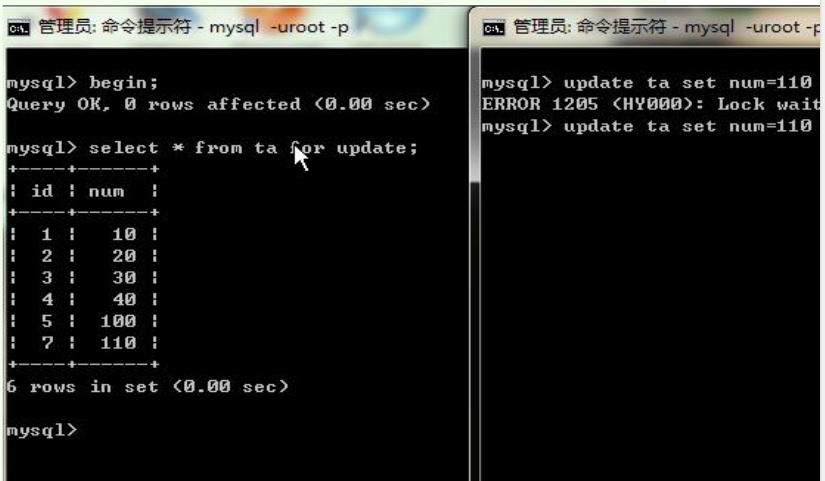 管理员: 命令提示符 - mysql -uroot -p
mysql> begin;
Query OK, 0 rows affected (0.00 sec)
mysql> select * from ta for update;
+----+------+
| id | num  |
+----+------+
|  1 |   10 |
|  2 |   20 |
|  3 |   30 |
|  4 |   40 |
|  5 |  100 |
|  7 |  110 |
+----+------+
6 rows in set (0.00 sec)
mysql>
管理员: 命令提示符 - mysql -uroot -p
mysql> update ta set num=110
ERROR 1205 (HY000): Lock wait
mysql> update ta set num=110